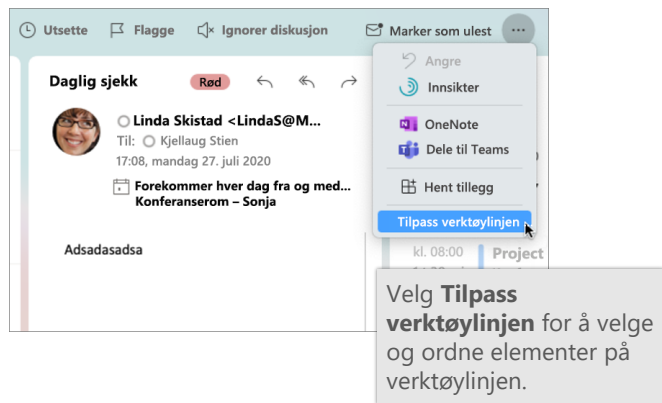 Utsette Flagge Ignorer diskusjon Marker som ulest ...
Angre
Innsikter
OneNote
Dele til Teams
Hent tillegg
Tilpass verktøylinjen
Daglig sjekk Rød
Linda Skistad <LindaS@M...
Til: Kjellaug Stien
17:08, mandag 27. juli 2020
Forekommer hver dag fra og med...
Konferanserom – Sonja
Adsadasadsa
kl. 08:00 Project
Velg Tilpass
verktøylinjen for å velge
og ordne elementer på
verktøylinjen.